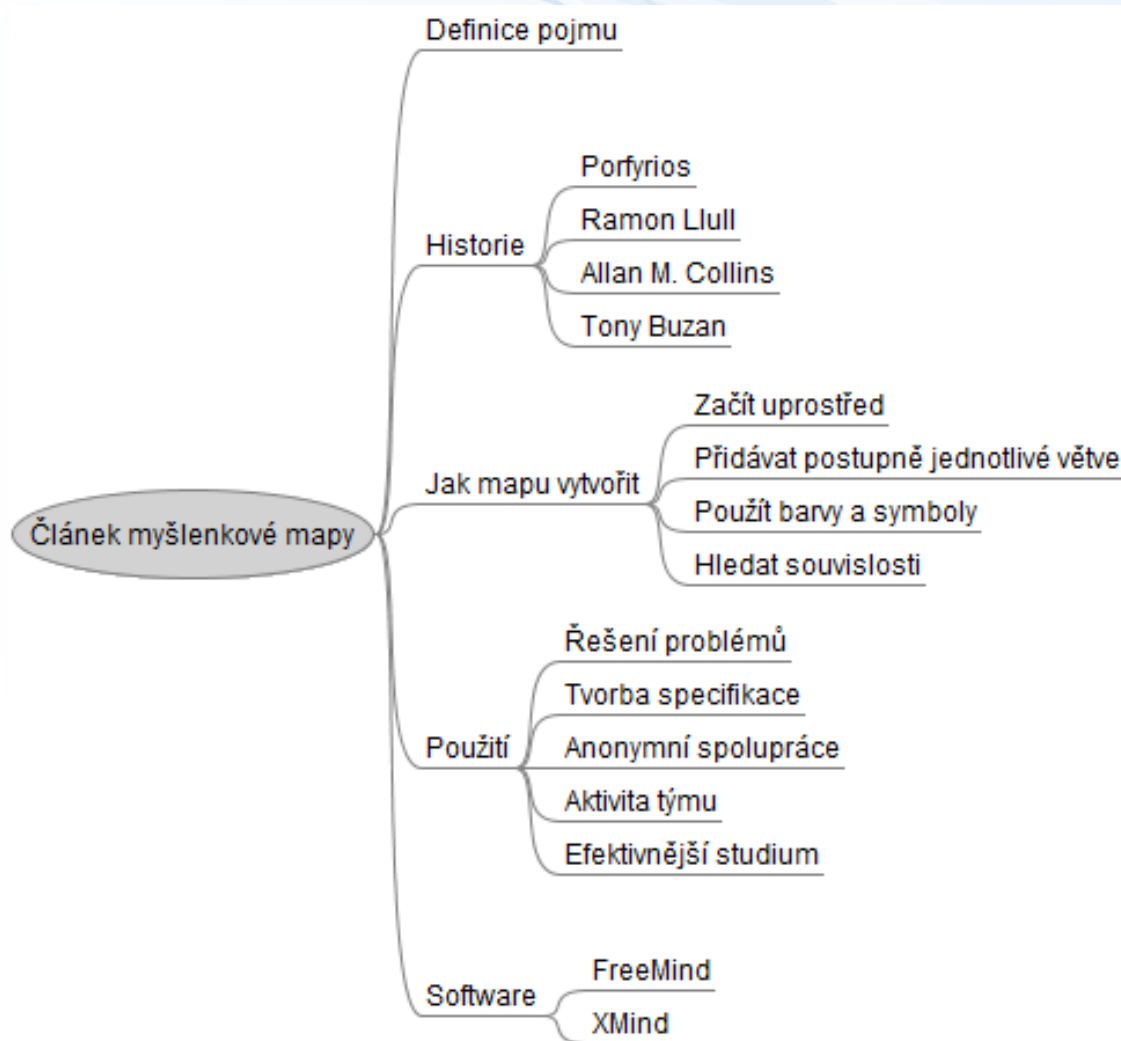 Definice pojmu
Porfyrios
Ramon Llull
Historie
Allan M. Collins
Tony Buzan
Začít uprostřed
Přidávat postupně jednotlivé větve
Jak mapu vytvořit
Použít barvy a symboly
Článek myšlenkové mapy
Hledat souvislosti
Řešení problémů
Tvorba specifikace
Použití
Anonymní spolupráce
Aktivita týmu
Efektivnější studium
FreeMind
Software
XMind